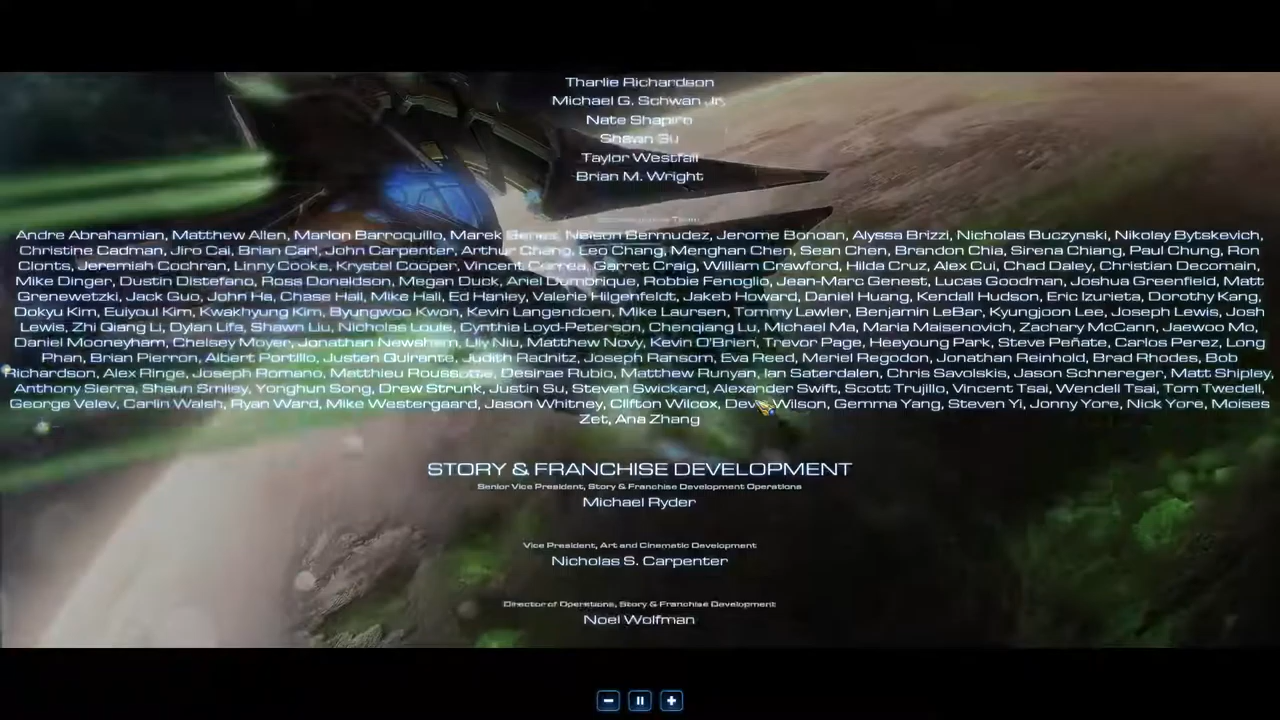 Tharlie Richardson
Michael G. Schwan Jr.
Nate Shapiro
Shawn Su
Taylor Westfall
Brian M. Wright
Team
Andre Abrahamian, Matthew Allen, Marlon Barroquillo, Marek Nelson Bermudez, Jerome Bonoan, Alyssa Brizzi, Nicholas Buczynski, Nikolay Bytskevich,
Christine Cadman, Jiro Cai, Brian Carl, John Carpenter, Arthur Chang, Leo Chang, Menghan Chen, Sean Chen, Brandon Chia, Sirena Chiang, Paul Chung, Ron
Clonts, Jeremiah Cochran, Linny Cooke, Krystel Cooper, Vincent Correa, Garret Craig, William Crawford, Hilda Cruz, Alex Cui, Chad Daley, Christian Decomain,
Mike Dinger, Dustin Distefano, Ross Donaldson, Megan Duck, Ariel Dumornique, Robbie Fenoglio, Jean-Marc Genest, Lucas Goodman, Joshua Greenfield, Matt
Grenewetzki, Jack Guo, John Ha, Chase Hall, Mike Hall, Ed Hanley, Valerie Hilgenfeldt, Jakeb Howard, Daniel Huang, Kendall Hudson, Eric Izurieta, Dorothy Kang,
Dokyu Kim, Euiyoul Kim, Kwakhyung Kim, Byungwoo Kwon, Kevin Langendoen, Mike Laursen, Tommy Lawler, Benjamin LeBar, Kyungjoon Lee, Joseph Lewis, Josh
Lewis, Zhi Qiang Li, Dylan Lifa, Shawn Liu, Nicholas Louie, Cynthia Loyd-Peterson, Chenqiang Lu, Michael Ma, Maria Maisenovich, Zachary McCann, Jaewoo Mo,
Daniel Mooneyham, Chelsey Moyer, Jonathan Newsham, Lily Niu, Matthew Novy, Kevin O'Brien, Trevor Page, Heeyoung Park, Steve Peñate, Carlos Perez, Long
Phan, Brian Pierron, Albert Portillo, Justen Quirante, Judith Radnitz, Joseph Ransom, Eva Reed, Meriel Regodon, Jonathan Reinhold, Brad Rhodes, Bob
Richardson, Alex Ringe, Joseph Romano, Matthieu Roussotte, Desirae Rubio, Matthew Runyan, Ian Saterdalen, Chris Savolskis, Jason Schnereger, Matt Shipley,
Anthony Sierra, Shaun Smiley, Yonghun Song, Drew Strunk, Justin Su, Steven Swickard, Alexander Swift, Scott Trujillo, Vincent Tsai, Wendell Tsai, Tom Twedell,
George Velev, Carlin Walsh, Ryan Ward, Mike Westergaard, Jason Whitney, Clifton Wilcox, Wilson, Gemma Yang, Steven Yi, Jonny Yore, Nick Yore, Moises
Zet, Ana Zhang
STORY & FRANCHISE DEVELOPMENT
Senior Vice President, Story & Franchise Development Operations
Michael Ryder
Vice President, Art and Cinematic Development
Nicholas S. Carpenter
Director of Operations, Story & Franchise Development
Noel Wolfman